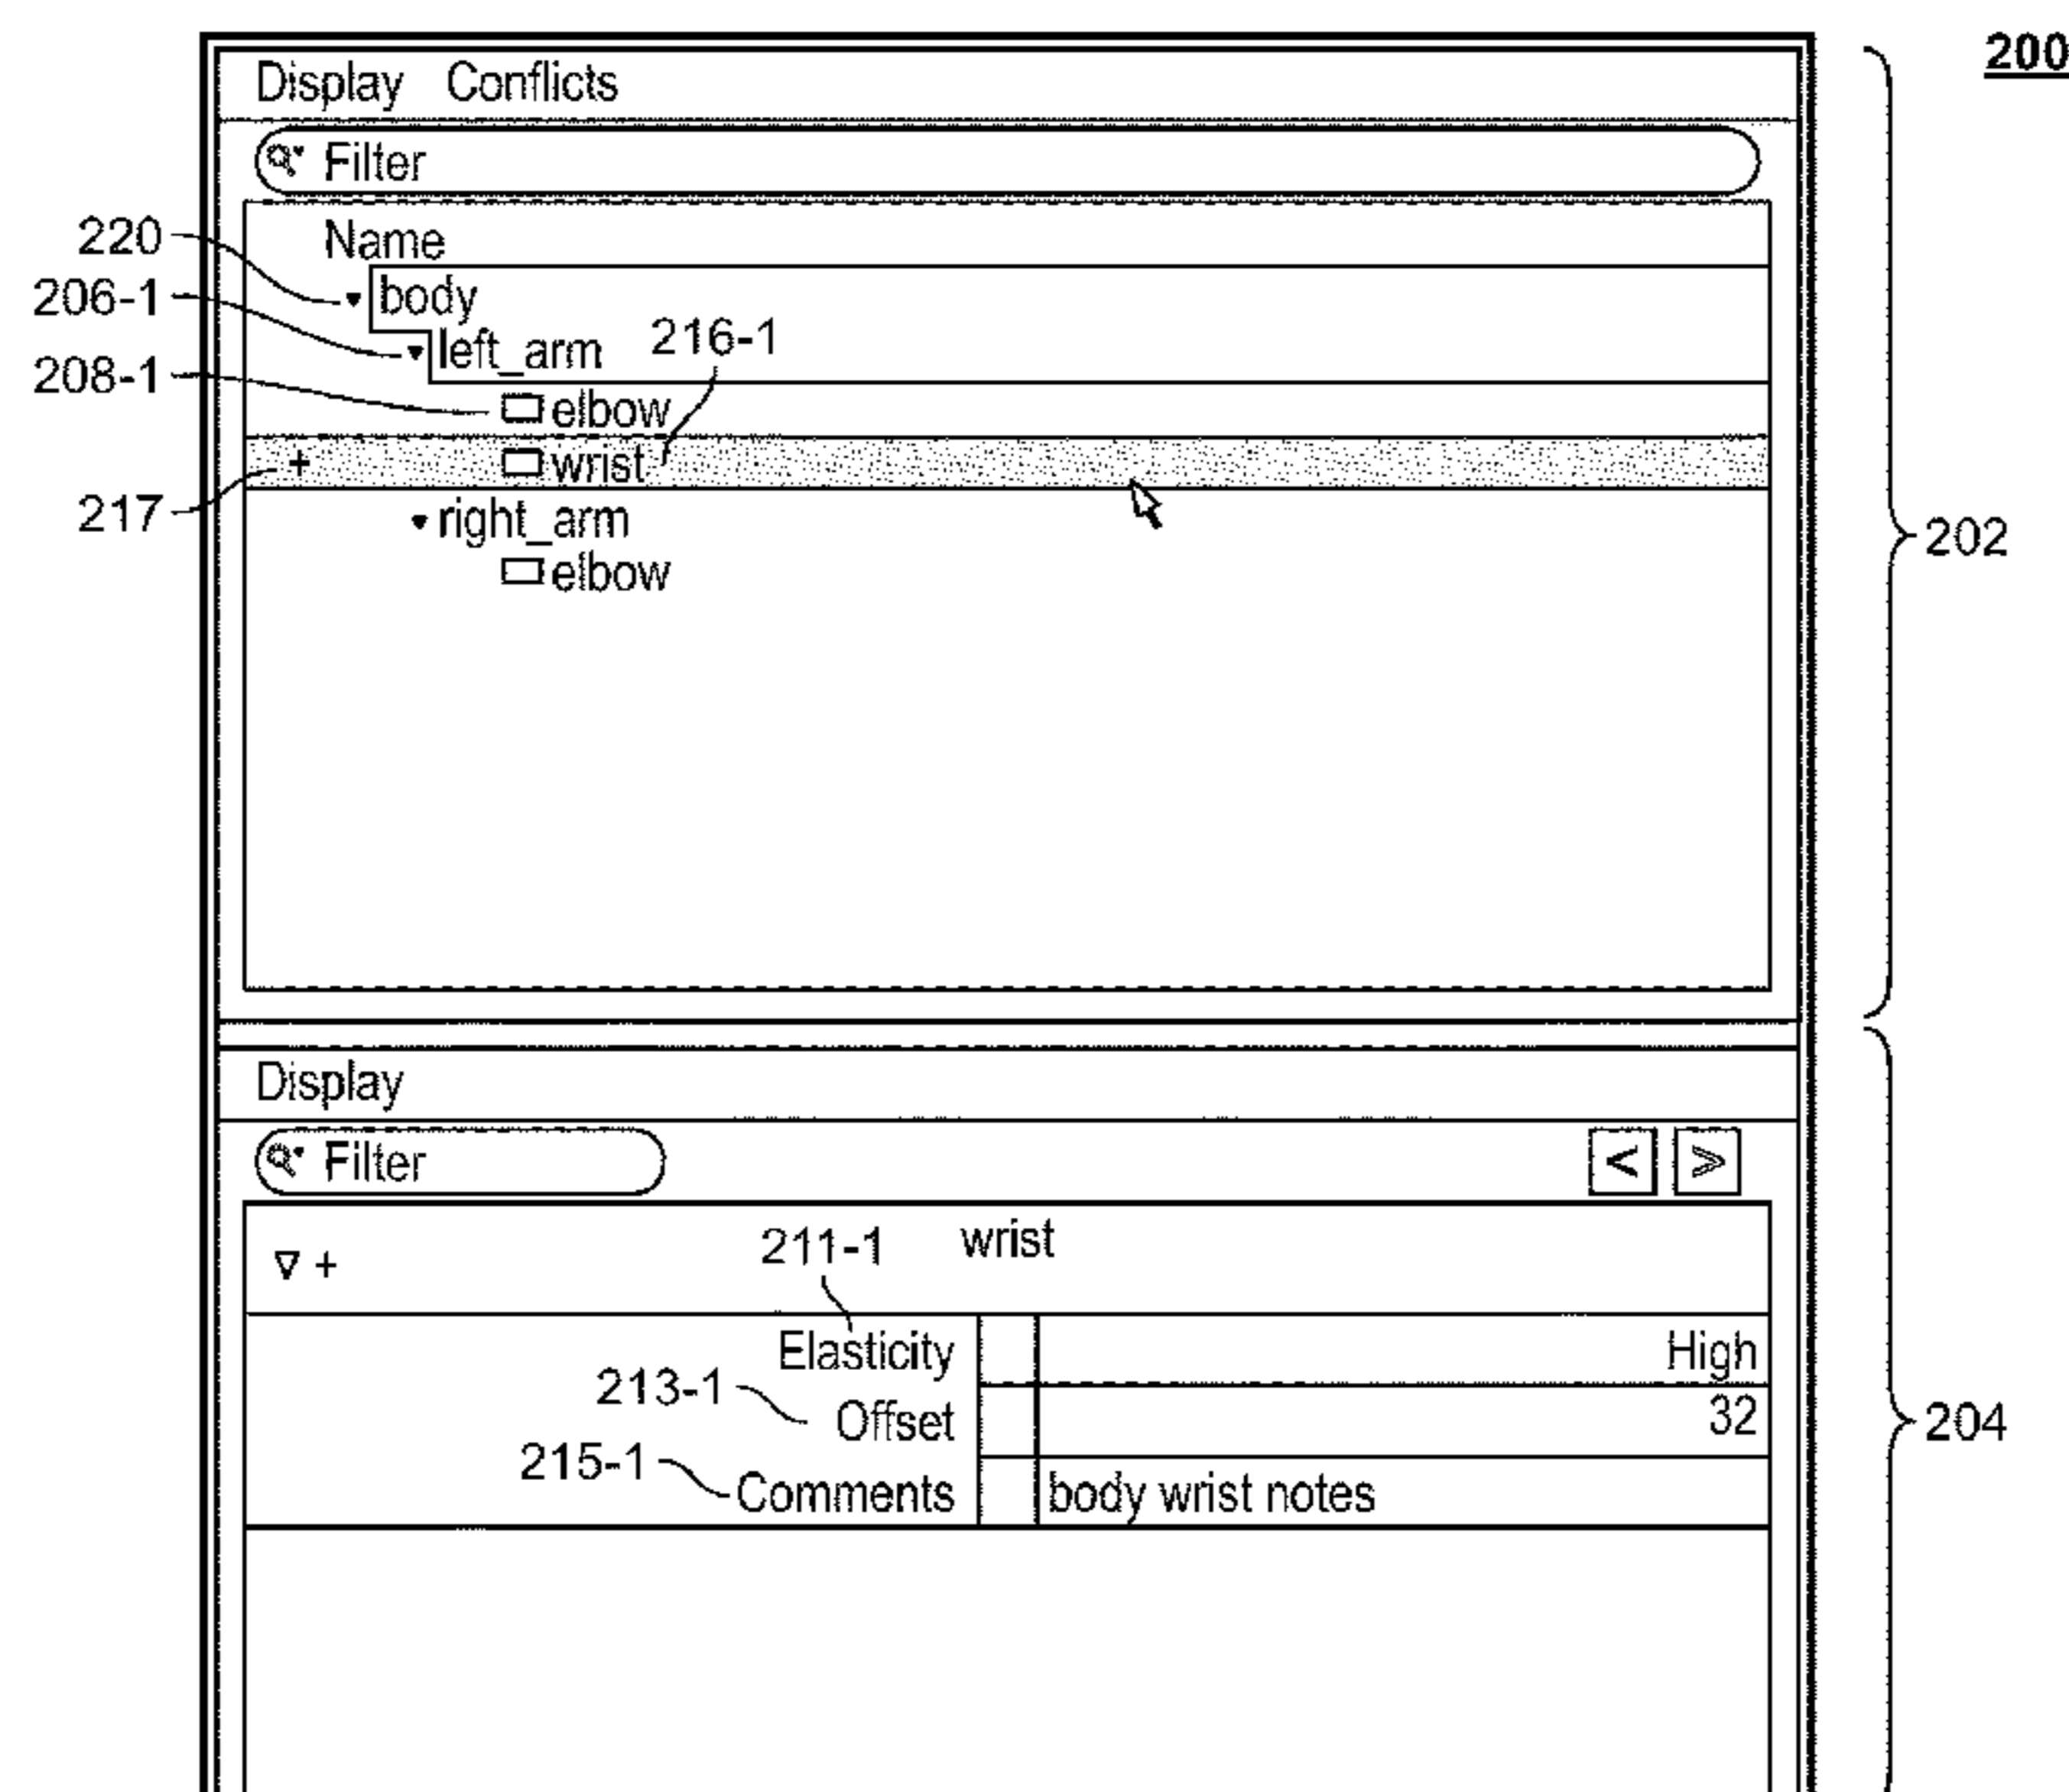 200
Display Conflicts
Filter
220
Name
206-1
body
208-1
left_arm
216-1
elbow
+ wrist
217
right_arm
202
elbow
Display
Filter
< >
211-1
wrist
+
Elasticity High
213-1
Offset 32
204
215-1
Comments body wrist notes